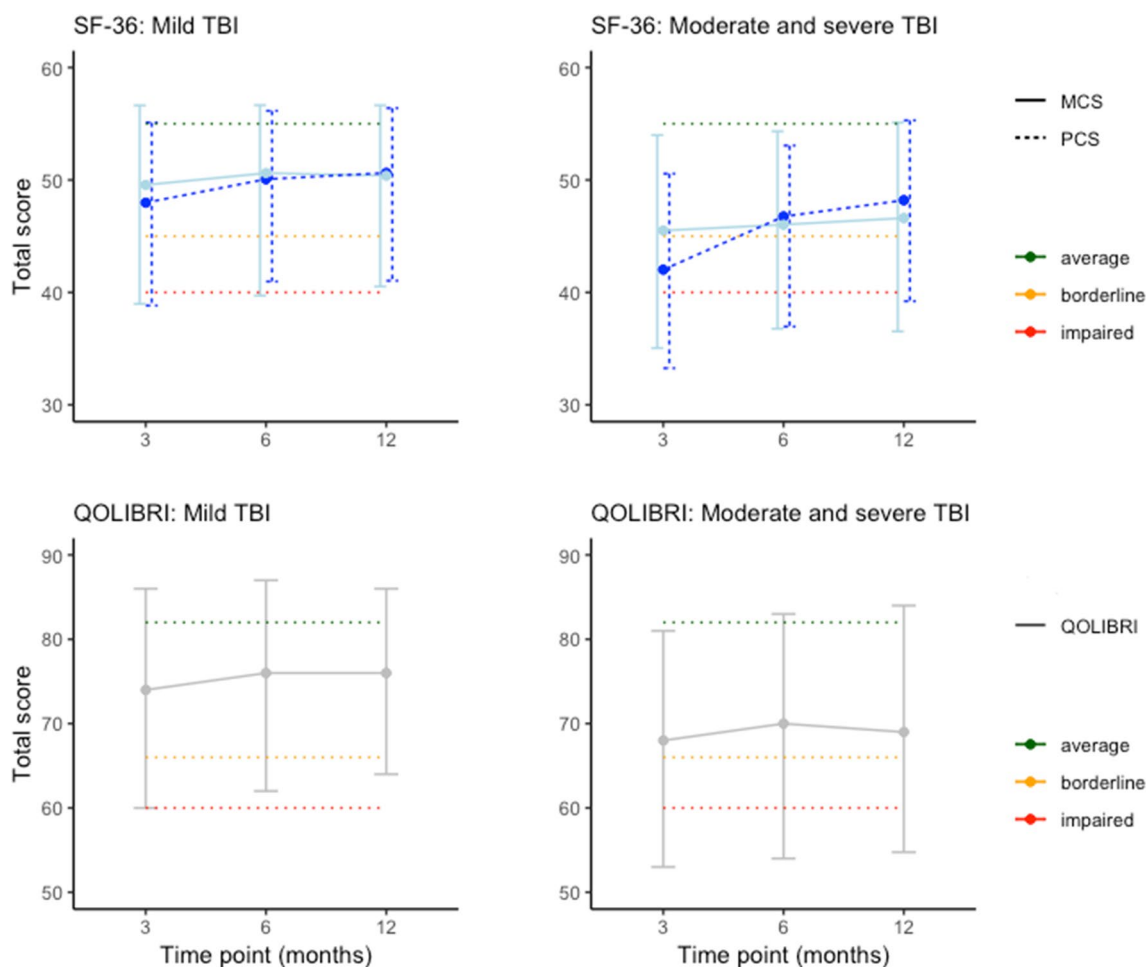 SF-36: Mild TBI
60
50
40
30
Total score
3
6
12
SF-36: Moderate and severe TBI
60
50
40
30
3
6
12
MCS
PCS
average
borderline
impaired
QOLIBRI: Mild TBI
90
80
70
60
50
Total score
3
6
12
Time point (months)
QOLIBRI: Moderate and severe TBI
90
80
70
60
50
3
6
12
Time point (months)
QOLIBRI
average
borderline
impaired